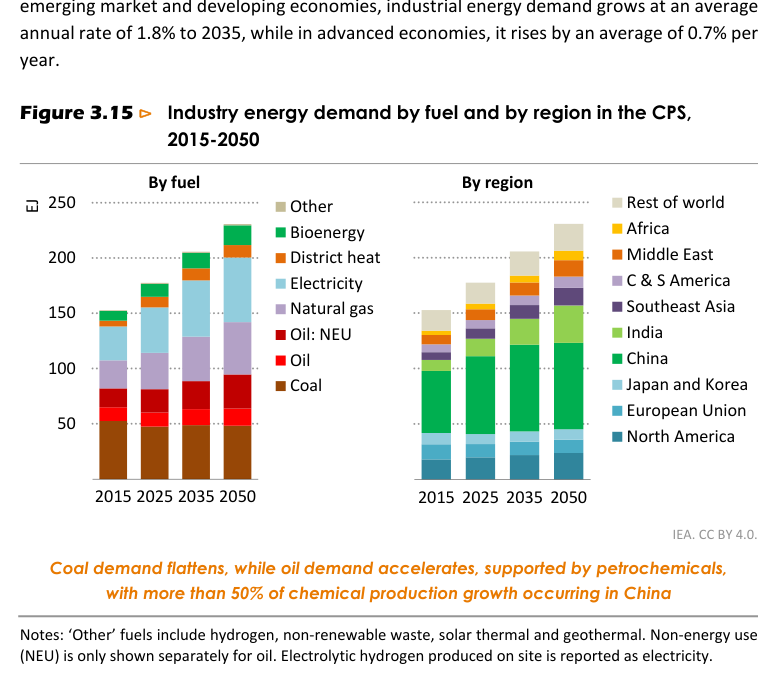 emerging market and developing economies, industrial energy demand grows at an average
annual rate of 1.8% to 2035, while in advanced economies, it rises by an average of 0.7% per
year.
Figure 3.15 ▷ Industry energy demand by fuel and by region in the CPS,
2015-2050
By fuel
EJ
250
200
150
100
50
2015 2025 2035 2050
Other
Bioenergy
District heat
Electricity
Natural gas
Oil: NEU
Oil
Coal
By region
2015 2025 2035 2050
Rest of world
Africa
Middle East
C & S America
Southeast Asia
India
China
Japan and Korea
European Union
North America
IEA. CC BY 4.0.
Coal demand flattens, while oil demand accelerates, supported by petrochemicals,
with more than 50% of chemical production growth occurring in China
Notes: ‘Other’ fuels include hydrogen, non-renewable waste, solar thermal and geothermal. Non-energy use
(NEU) is only shown separately for oil. Electrolytic hydrogen produced on site is reported as electricity.